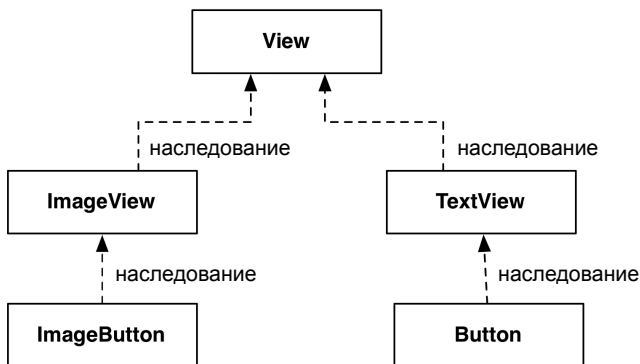 View
наследование
наследование
ImageView
TextView
наследование
наследование
ImageButton
Button